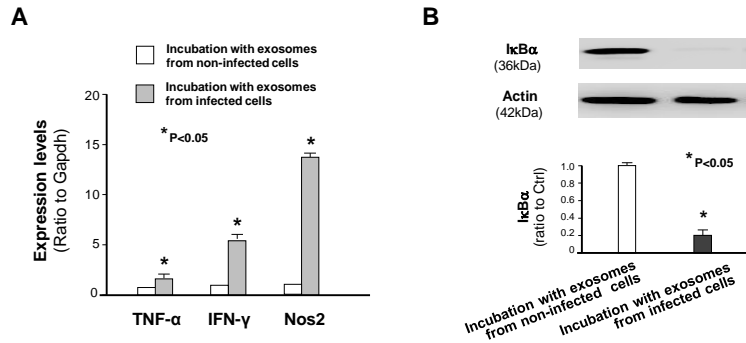 A
Incubation with exosomes
from non-infected cells
Incubation with exosomes
from infected cells
Expression levels
(Ratio to Gapdh)
20
15
10
5
0
* P<0.05
*
*
*
TNF-α
IFN-γ
Nos2
B
IκBα
(36kDa)
Actin
(42kDa)
IκBα
(ratio to Ctrl)
1.0
0.8
0.6
0.4
0.2
0
* P<0.05
*
Incubation with exosomes
from non-infected cells
Incubation with exosomes
from infected cells